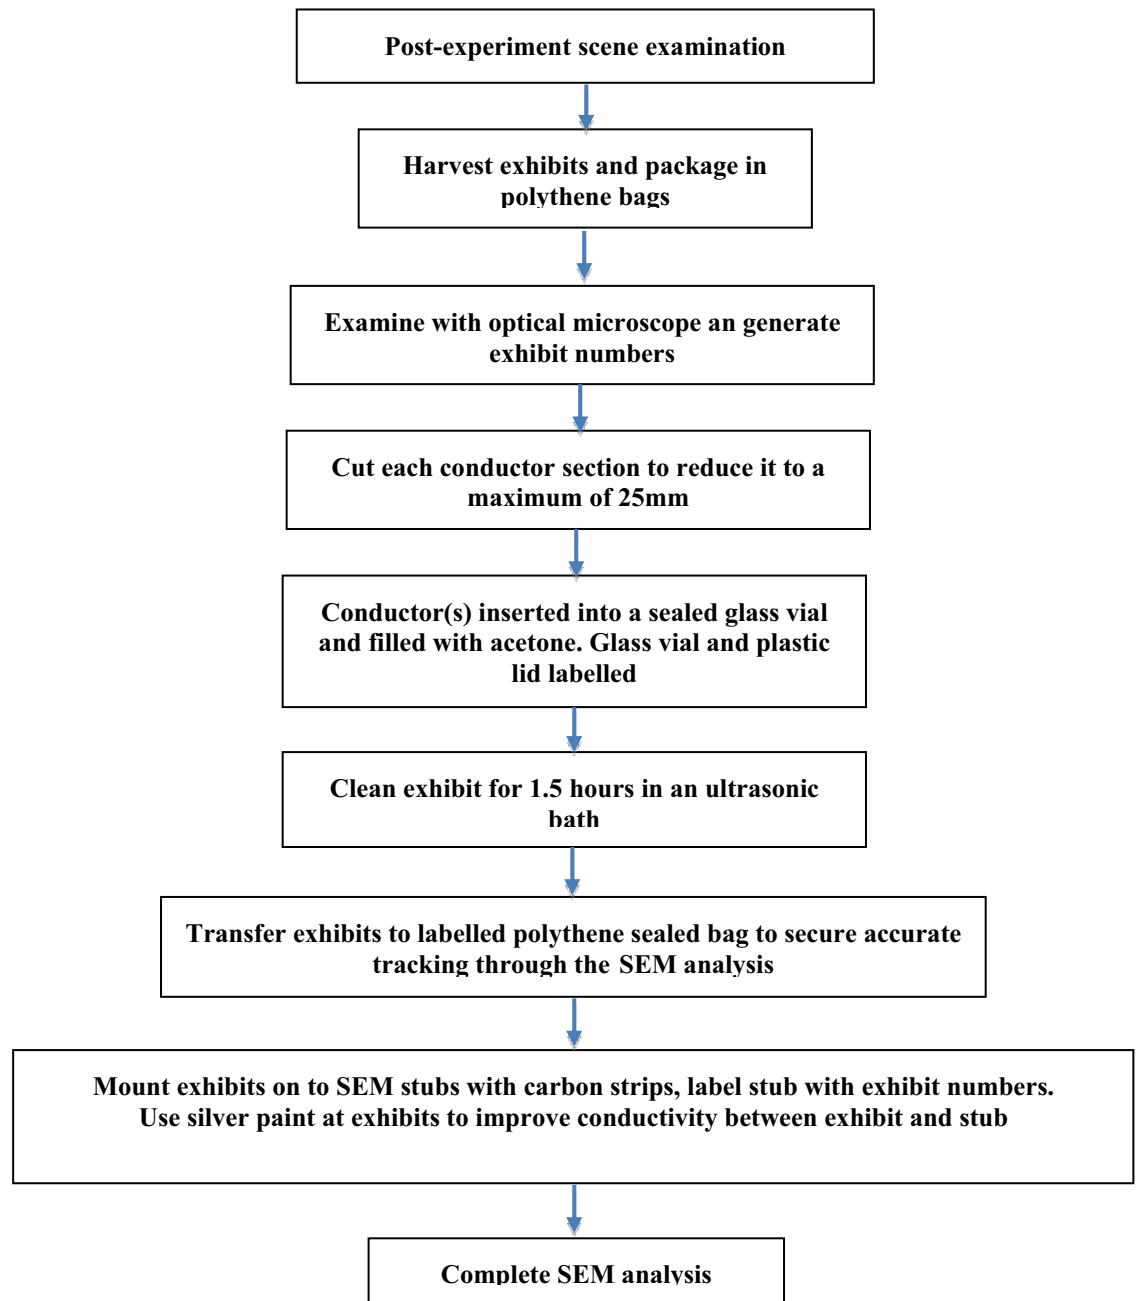 Post-experiment scene examination
Harvest exhibits and package in
polythene bags
Examine with optical microscope an generate
exhibit numbers
Cut each conductor section to reduce it to a
maximum of 25mm
Conductor(s) inserted into a sealed glass vial
and filled with acetone. Glass vial and plastic
lid labelled
Clean exhibit for 1.5 hours in an ultrasonic
bath
Transfer exhibits to labelled polythene sealed bag to secure accurate
tracking through the SEM analysis
Mount exhibits on to SEM stubs with carbon strips, label stub with exhibit numbers.
Use silver paint at exhibits to improve conductivity between exhibit and stub
Complete SEM analysis